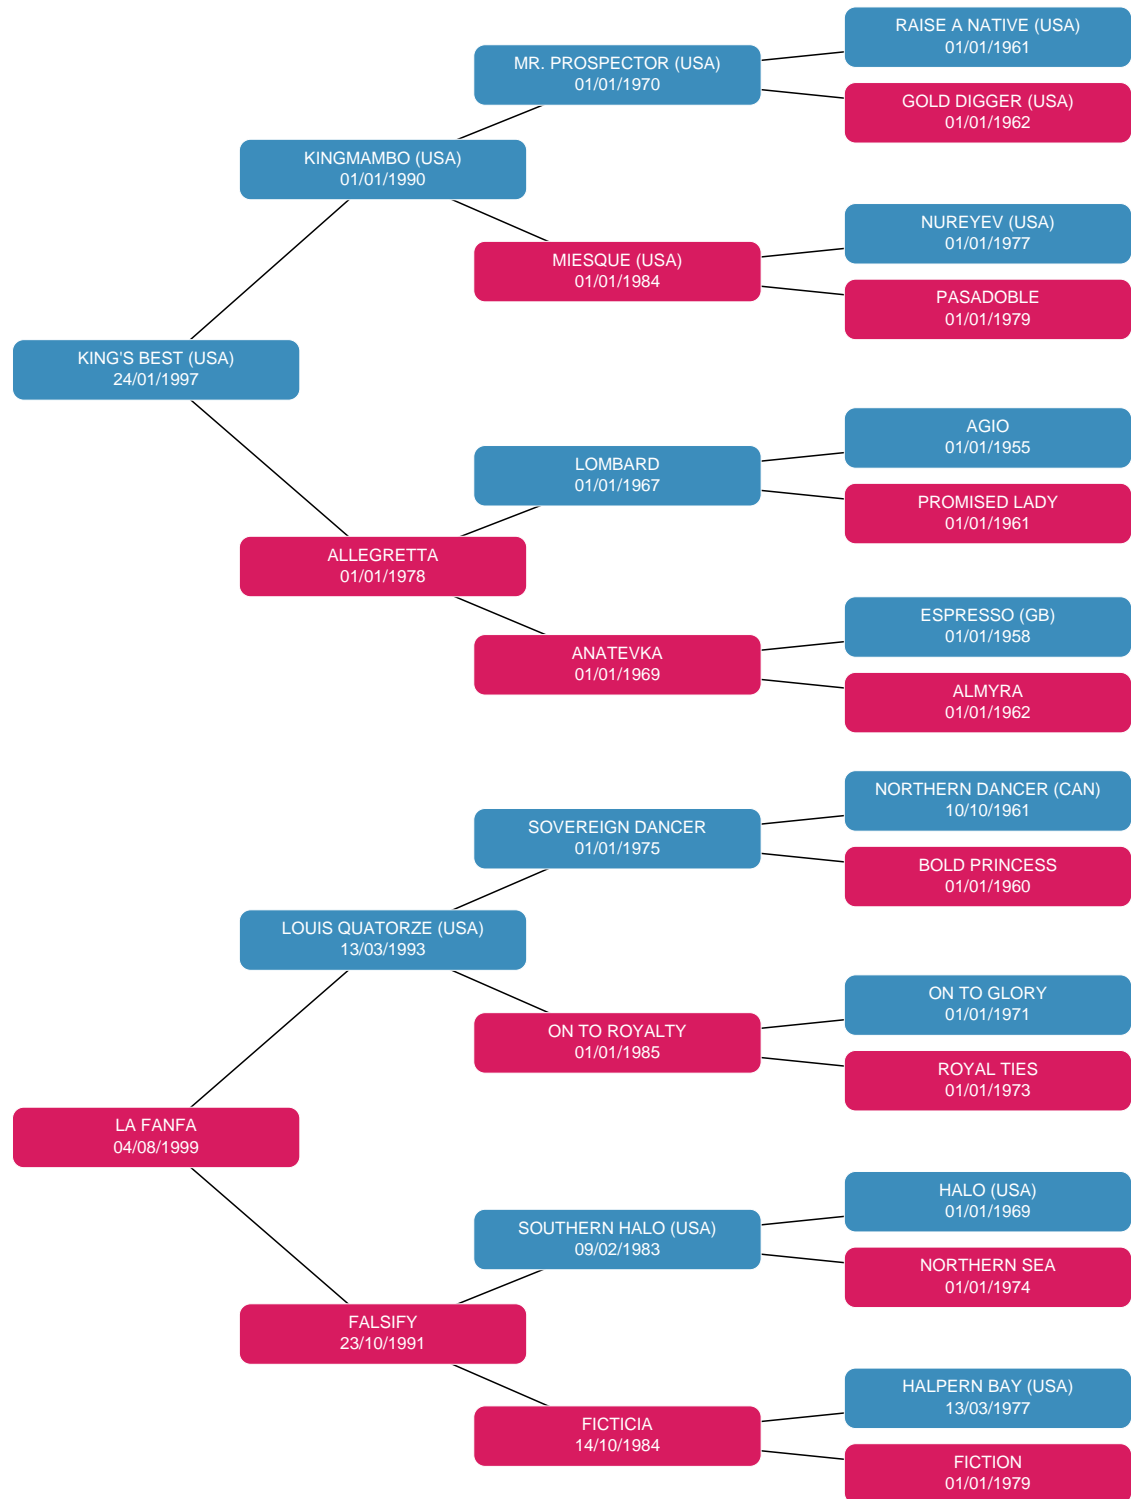 RAISE A NATIVE (USA)
01/01/1961
MR. PROSPECTOR (USA)
01/01/1970
GOLD DIGGER (USA)
01/01/1962
KINGMAMBO (USA)
01/01/1990
NUREYEV (USA)
01/01/1977
MIESQUE (USA)
01/01/1984
PASADOBLE
01/01/1979
KING'S BEST (USA)
24/01/1997
AGIO
01/01/1955
LOMBARD
01/01/1967
PROMISED LADY
01/01/1961
ALLEGRETTA
01/01/1978
ESPRESSO (GB)
01/01/1958
ANATEVKA
01/01/1969
ALMYRA
01/01/1962
NORTHERN DANCER (CAN)
10/10/1961
SOVEREIGN DANCER
01/01/1975
BOLD PRINCESS
01/01/1960
LOUIS QUATORZE (USA)
13/03/1993
ON TO GLORY
01/01/1971
ON TO ROYALTY
01/01/1985
ROYAL TIES
01/01/1973
LA FANFA
04/08/1999
HALO (USA)
01/01/1969
SOUTHERN HALO (USA)
09/02/1983
NORTHERN SEA
01/01/1974
FALSIFY
23/10/1991
HALPERN BAY (USA)
13/03/1977
FICTICIA
14/10/1984
FICTION
01/01/1979